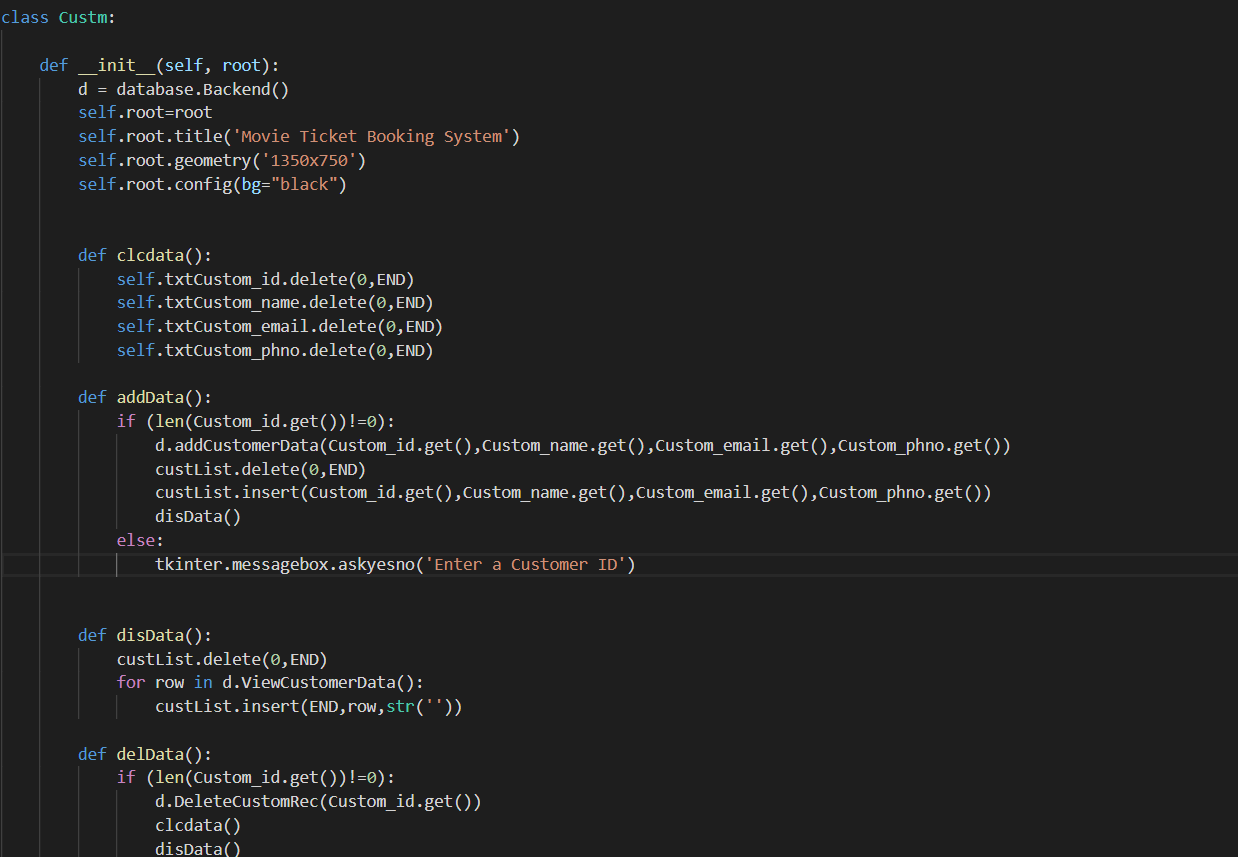 class Custm:
    def __init__(self, root):
        d = database.Backend()
        self.root=root
        self.root.title('Movie Ticket Booking System')
        self.root.geometry('1350x750')
        self.root.config(bg="black")
        def clcdata():
            self.txtCustom_id.delete(0,END)
            self.txtCustom_name.delete(0,END)
            self.txtCustom_email.delete(0,END)
            self.txtCustom_phno.delete(0,END)
        def addData():
            if (len(Custom_id.get())!=0):
                d.addCustomerData(Custom_id.get(),Custom_name.get(),Custom_email.get(),Custom_phno.get())
                custList.delete(0,END)
                custList.insert(Custom_id.get(),Custom_name.get(),Custom_email.get(),Custom_phno.get())
                disData()
            else:
                tkinter.messagebox.askyesno('Enter a Customer ID')
        def disData():
            custList.delete(0,END)
            for row in d.ViewCustomerData():
                custList.insert(END,row,str(''))
        def delData():
            if (len(Custom_id.get())!=0):
                d.DeleteCustomRec(Custom_id.get())
                clcdata()
                disData()